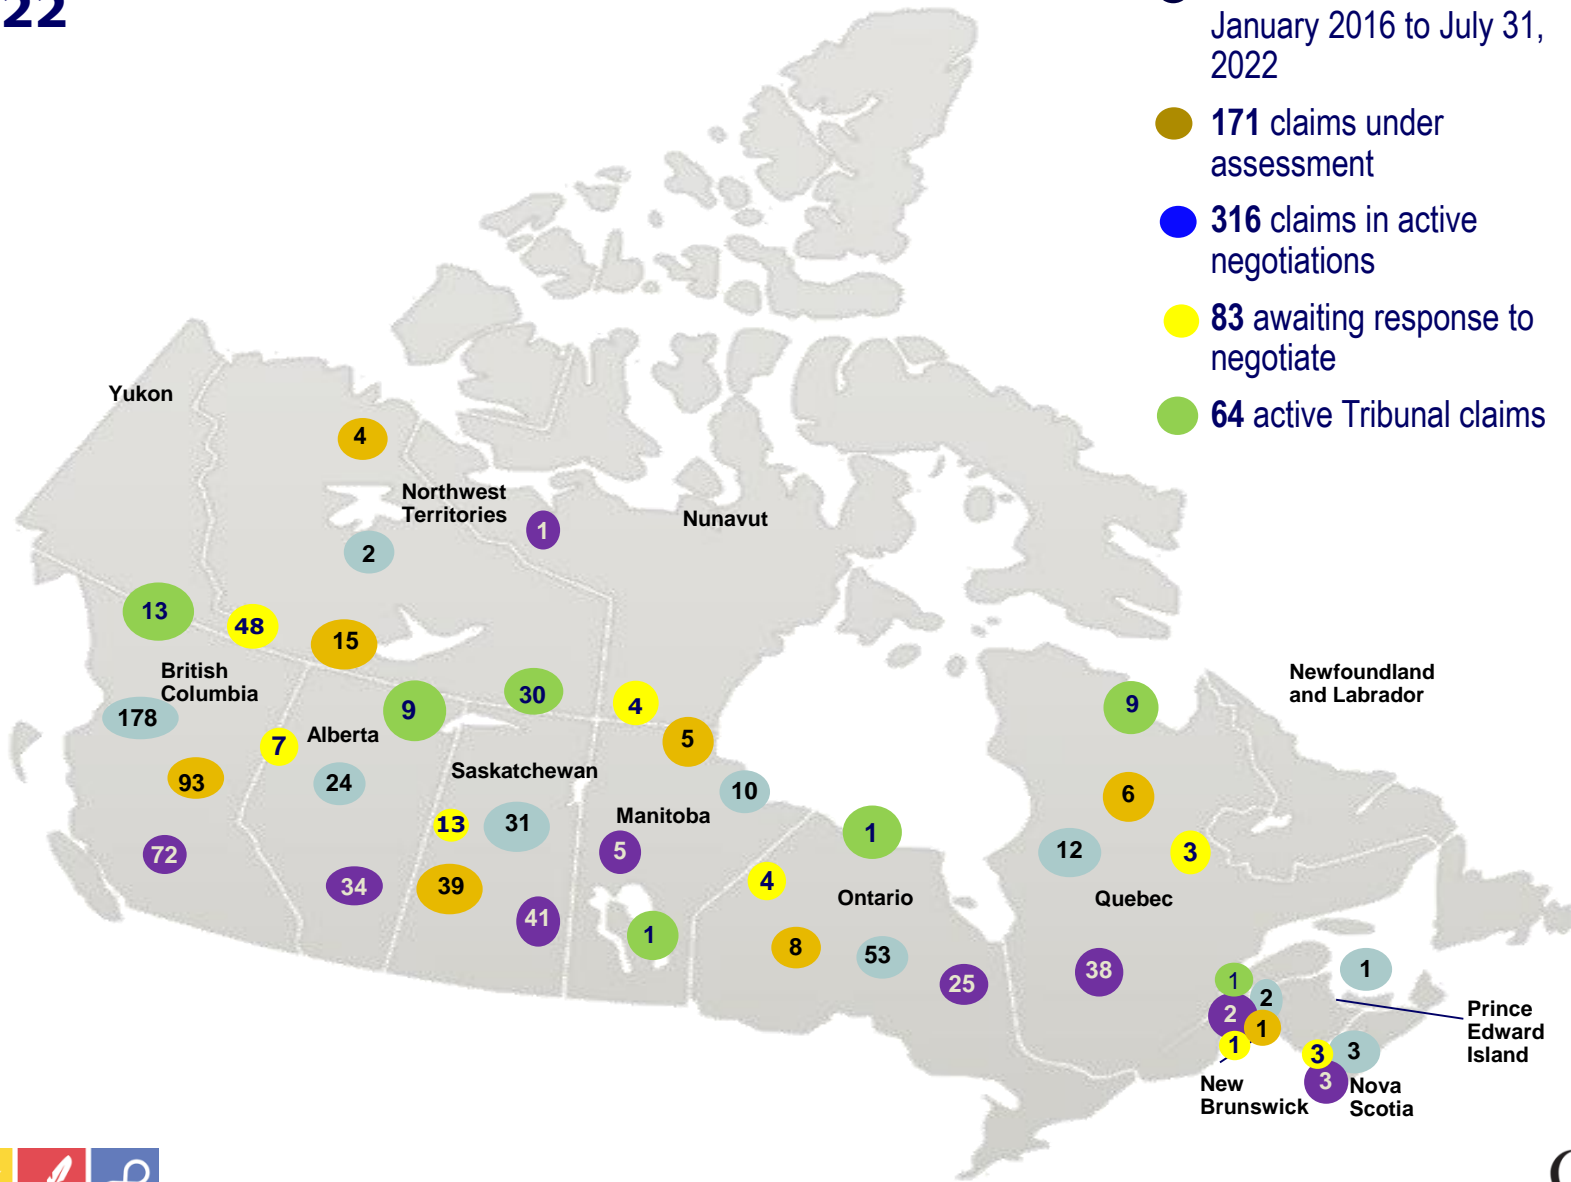 22
January 2016 to July 31,
2022
171 claims under
assessment
316 claims in active
negotiations
83 awaiting response to
negotiate
64 active Tribunal claims
Yukon
4
Northwest
Territories
1
Nunavut
2
13
48
15
British
Columbia
178
9
30
4
5
7
Alberta
24
Saskatchewan
93
10
13
31
Manitoba
1
72
34
39
41
5
4
Ontario
1
8
53
25
Newfoundland
and Labrador
9
6
12
3
Quebec
38
1
2
2
1
1
1
3
3
3
Prince
Edward
Island
New
Brunswick
Nova
Scotia